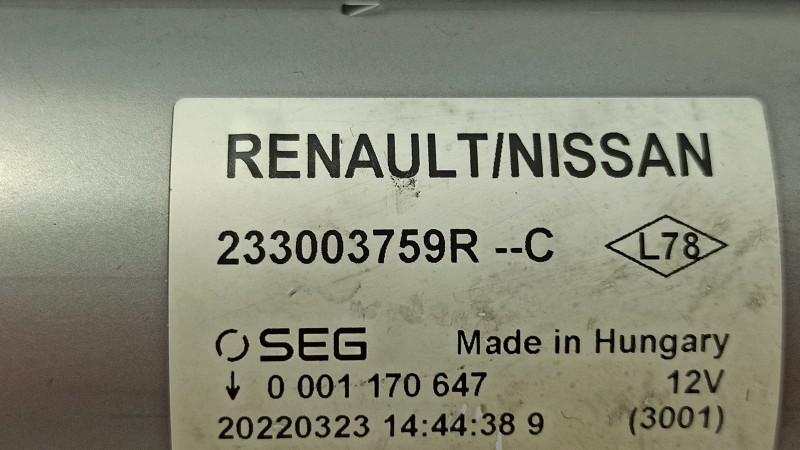 RENAULT/NISSAN
233003759R --C L78
SEG Made in Hungary
0 001 170 647 12V
20220323 14:44:38 9 (3001)